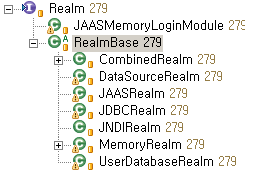 Realm 279
JAASMemoryLoginModule 279
RealmBase 279
CombinedRealm 279
DataSourceRealm 279
JAASRealm 279
JDBCRealm 279
JNDIRealm 279
MemoryRealm 279
UserDatabaseRealm 279